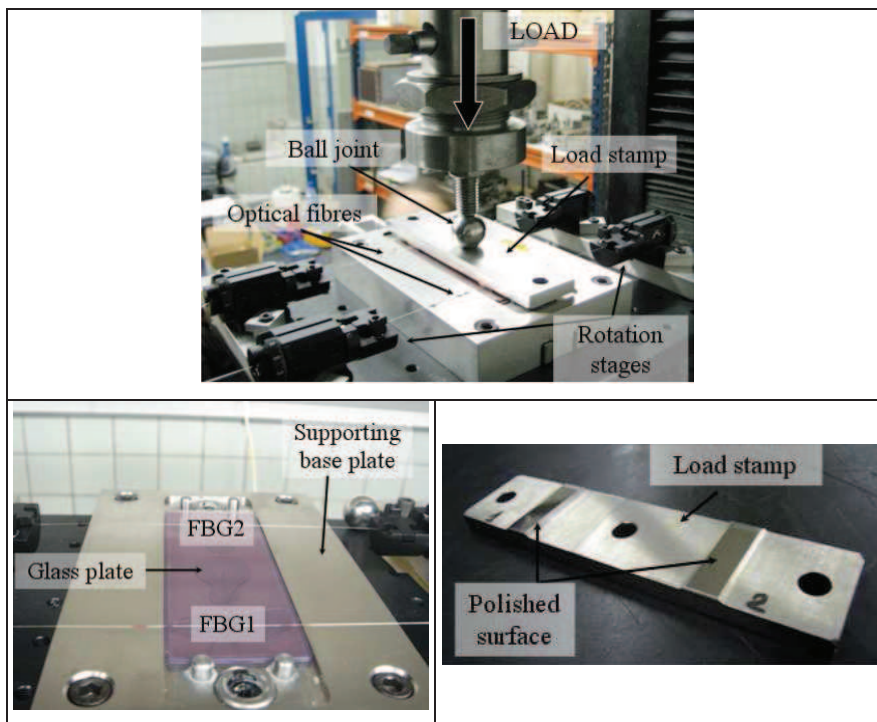 LOAD
Ball joint
Load stamp
Optical fibres
Rotation
stages
Supporting
base plate
FBG2
Glass plate
FBG1
Load stamp
Polished
surface
2